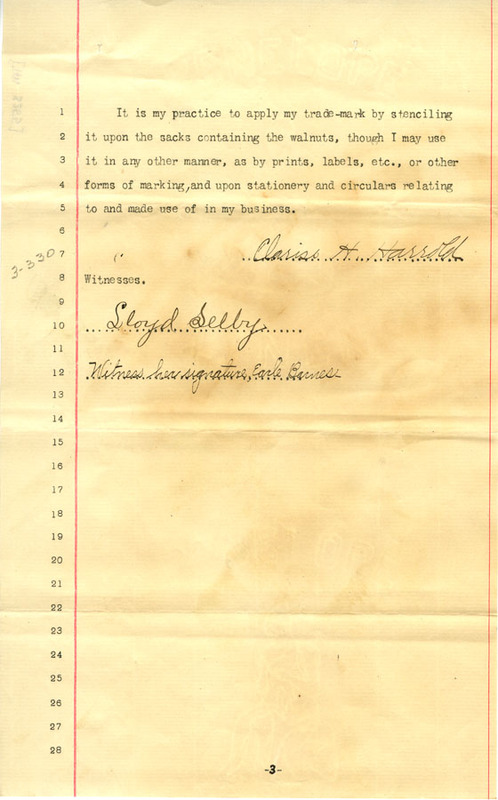 1 It is my practice to apply my trade-mark by stenciling
2 it upon the sacks containing the walnuts, though I may use
3 it in any other manner, as by prints, labels, etc., or other
4 forms of marking, and upon stationery and circulars relating
5 to and made use of in my business.
6
7 Clariss H. Harrold
3-330
8 Witnesses.
9
10 Lloyd Selby
11
12 Witness her signature, Earle Barnes
13
14
15
16
17
18
19
20
21
22
23
24
25
26
27
28
-3-